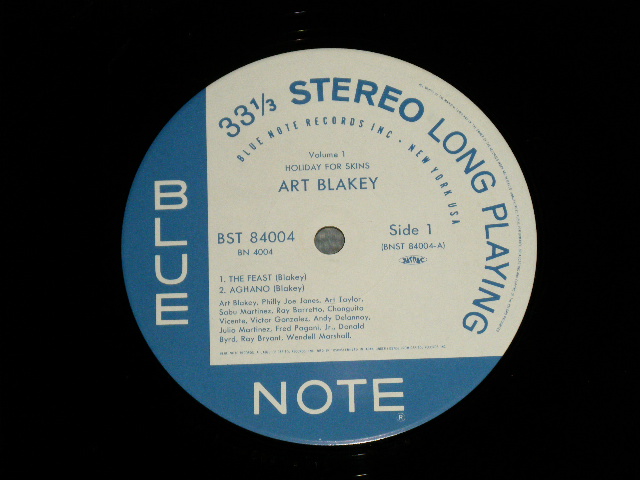 33⅓ STEREO LONG PLAYING
BLUE NOTE RECORDS INC · NEW YORK USA
Volume 1
HOLIDAY FOR SKINS
ART BLAKEY
BST 84004
BN 4004
Side 1
(BNST 84004-A)
1. THE FEAST (Blakey)
2. AGHANO (Blakey)
Art Blakey, Philly Joe Jones, Art Taylor,
Sabu Martinez, Ray Barretto, Chonguito
Vicente, Victor Gonzales, Andy Delannoy,
Julio Martinez, Fred Pagani, Jr., Donald
Byrd, Ray Bryant, Wendell Marshall.
BLUE
NOTE